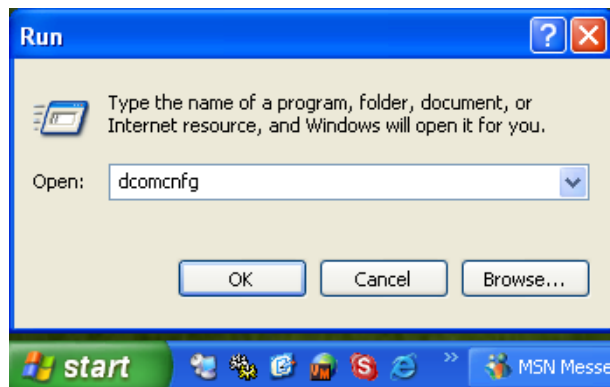 Run
Type the name of a program, folder, document, or
Internet resource, and Windows will open it for you.
Open: dcomcnfg
OK Cancel Browse...
start MSN Messe